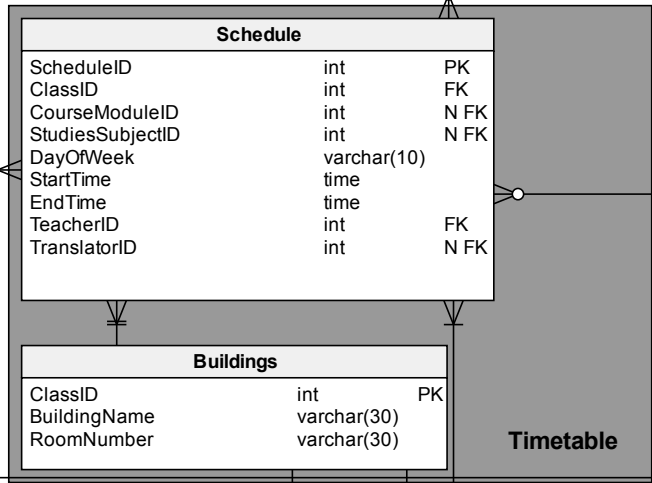 Schedule
ScheduleID int PK
ClassID int FK
CourseModuleID int N FK
StudiesSubjectID int N FK
DayOfWeek varchar(10)
StartTime time
EndTime time
TeacherID int FK
TranslatorID int N FK
Buildings
ClassID int PK
BuildingName varchar(30)
RoomNumber varchar(30)
Timetable